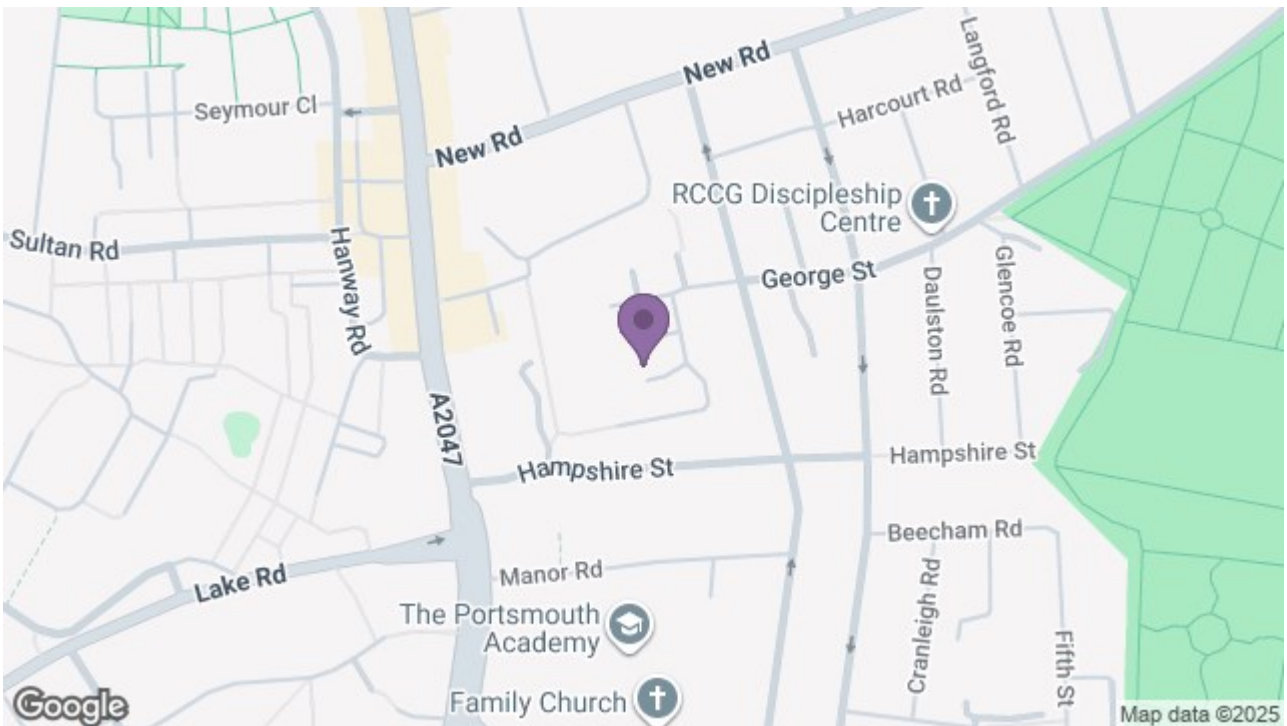 New Rd
Langford Rd
Harcourt Rd
Seymour Cl
New Rd
RCCG Discipleship
Centre
Sultan Rd
Hanway Rd
George St
Daulston Rd
Glencoe Rd
A2047
Hampshire St
Hampshire St
Beecham Rd
Lake Rd
Manor Rd
Cranleigh Rd
The Portsmouth
Academy
Fifth St
Family Church
Google
Map data ©2025